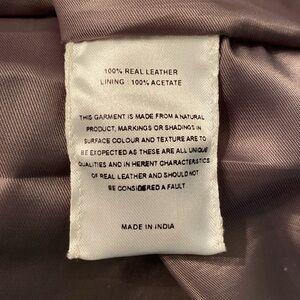 100% REAL LEATHER
LINING : 100% ACETATE
THIS GARMENT IS MADE FROM A NATURAL
PRODUCT, MARKINGS OR SHADINGS IN
SURFACE COLOUR AND TEXTURE ARE TO
BE EXOPECTED AS THESE ARE ALL UNIQUE
QUALITIES AND IN HERENT CHARACTERISTICS
OF REAL LEATHER AND SHOULD NOT
BE CONSIDERED A FAULT
MADE IN INDIA